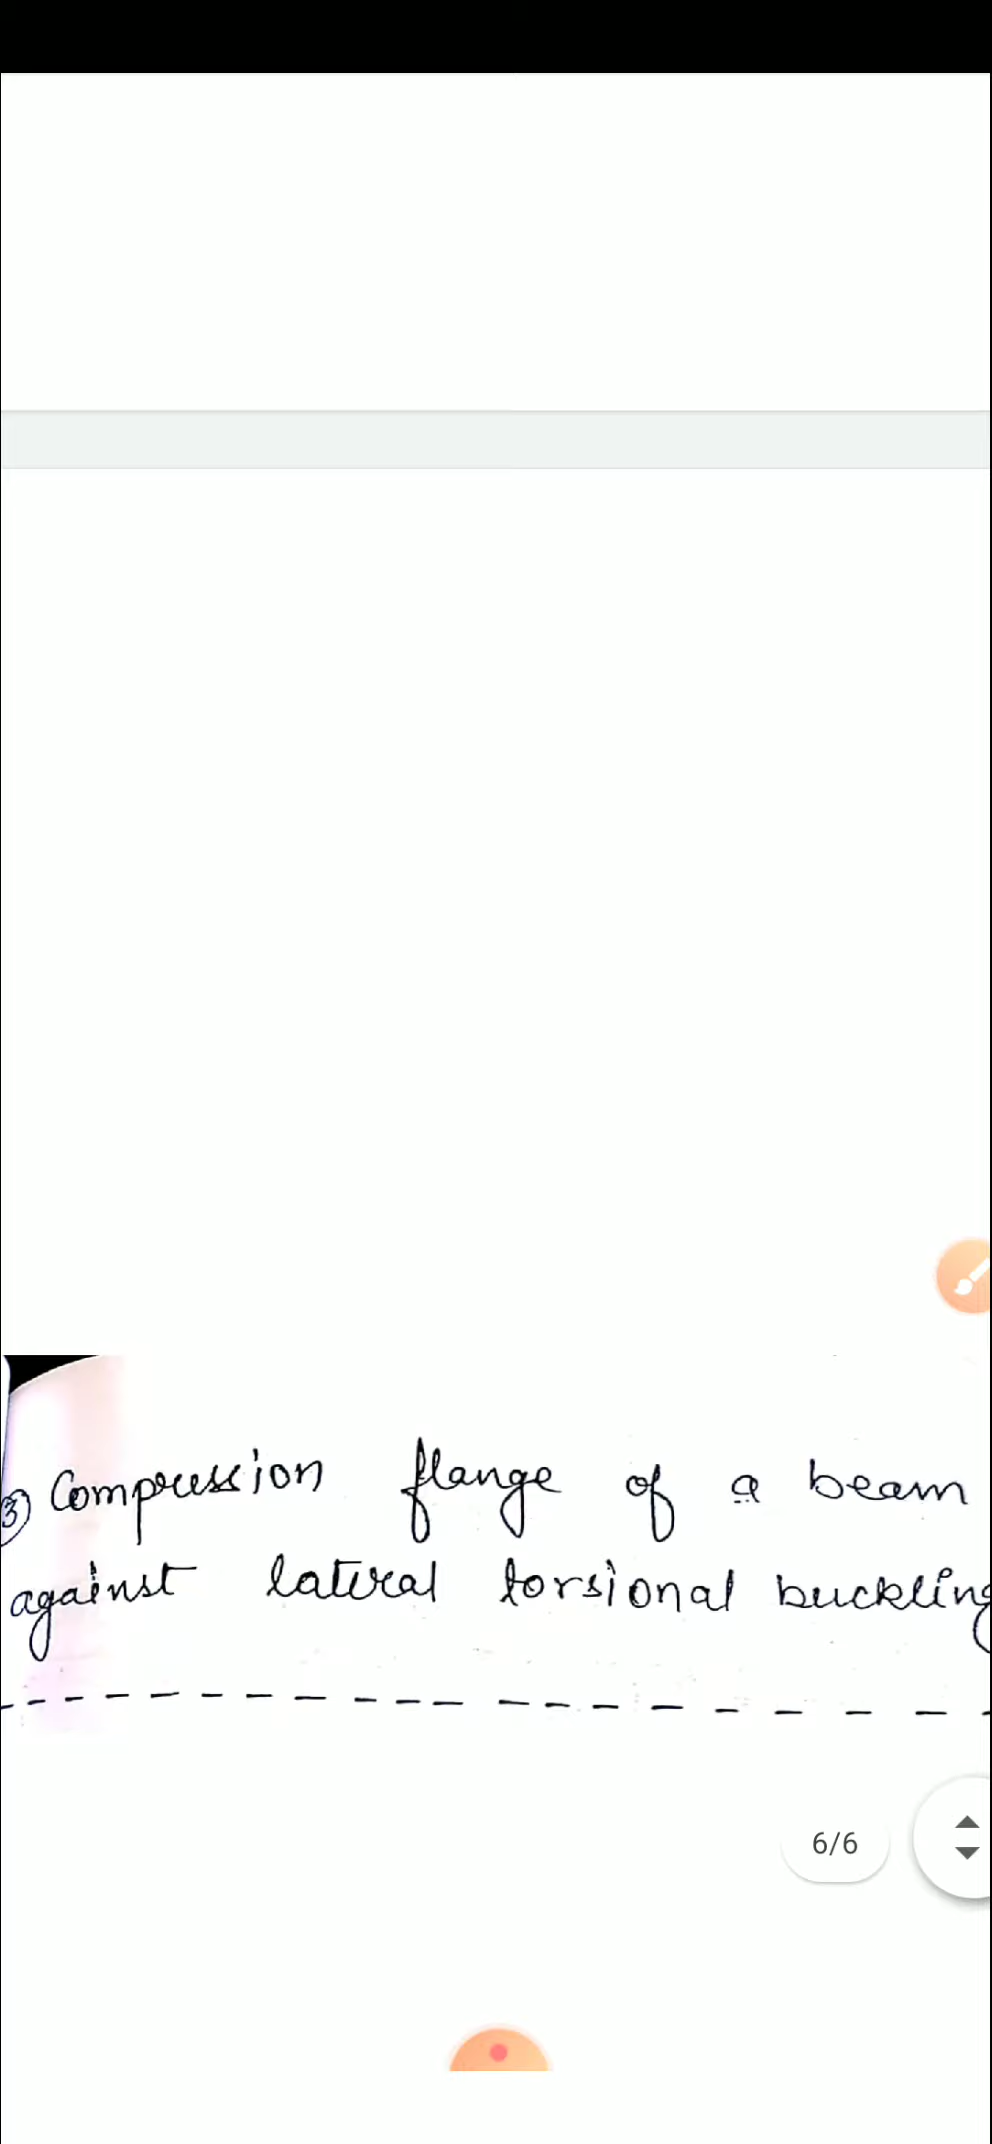 ③ Compression flange of a beam
against lateral torsional buckling
6/6